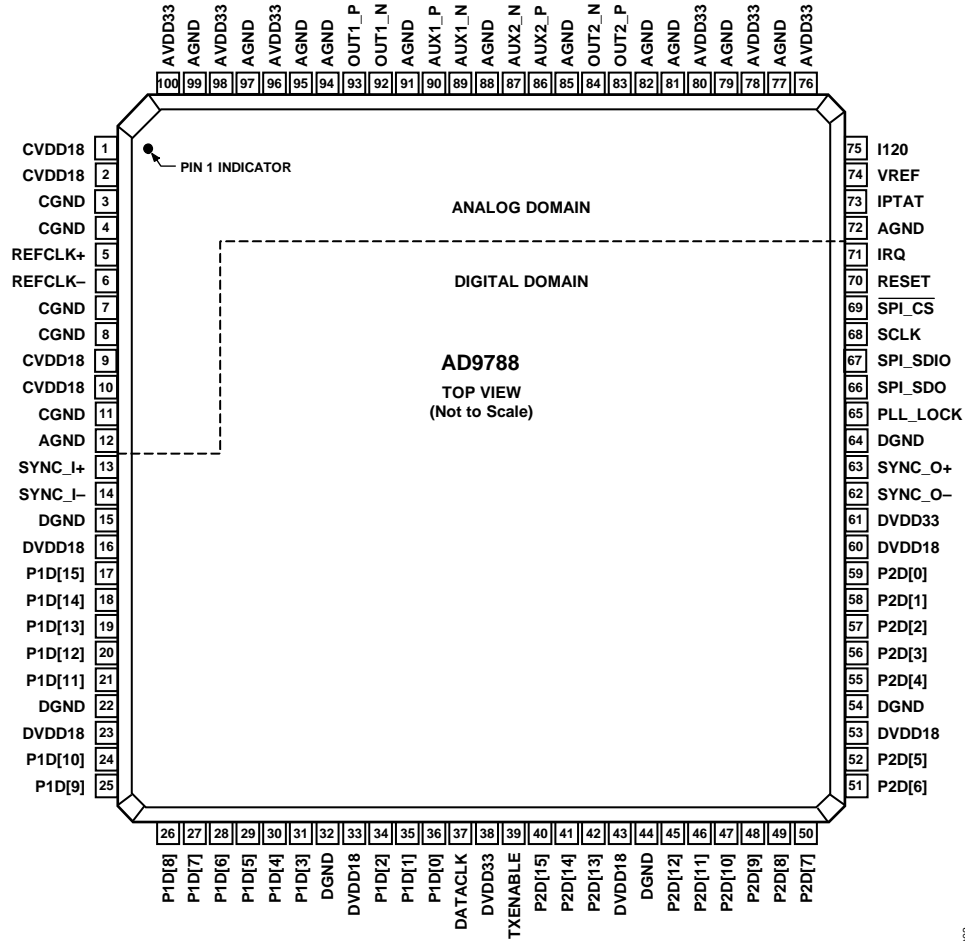 AVDD33
AGND
AVDD33
AGND
AVDD33
AGND
AGND
OUT1_P
OUT1_N
AGND
AUX1_P
AUX1_N
AGND
AUX2_N
AUX2_P
AGND
OUT2_N
OUT2_P
AGND
AGND
AVDD33
AGND
AVDD33
AGND
AVDD33
100 99 98 97 96 95 94 93 92 91 90 89 88 87 86 85 84 83 82 81 80 79 78 77 76
CVDD18 1
CVDD18 2
CGND 3
CGND 4
REFCLK+ 5
REFCLK– 6
CGND 7
CGND 8
CVDD18 9
CVDD18 10
CGND 11
AGND 12
SYNC_I+ 13
SYNC_I– 14
DGND 15
DVDD18 16
P1D[15] 17
P1D[14] 18
P1D[13] 19
P1D[12] 20
P1D[11] 21
DGND 22
DVDD18 23
P1D[10] 24
P1D[9] 25
PIN 1 INDICATOR
ANALOG DOMAIN
DIGITAL DOMAIN
AD9788
TOP VIEW
(Not to Scale)
75 I120
74 VREF
73 IPTAT
72 AGND
71 IRQ
70 RESET
69 SPI_CS
68 SCLK
67 SPI_SDIO
66 SPI_SDO
65 PLL_LOCK
64 DGND
63 SYNC_O+
62 SYNC_O–
61 DVDD33
60 DVDD18
59 P2D[0]
58 P2D[1]
57 P2D[2]
56 P2D[3]
55 P2D[4]
54 DGND
53 DVDD18
52 P2D[5]
51 P2D[6]
26 27 28 29 30 31 32 33 34 35 36 37 38 39 40 41 42 43 44 45 46 47 48 49 50
P1D[8]
P1D[7]
P1D[6]
P1D[5]
P1D[4]
P1D[3]
DGND
DVDD18
P1D[2]
P1D[1]
P1D[0]
DATACLK
DVDD33
TXENABLE
P2D[15]
P2D[14]
P2D[13]
DVDD18
DGND
P2D[12]
P2D[11]
P2D[10]
P2D[9]
P2D[8]
P2D[7]